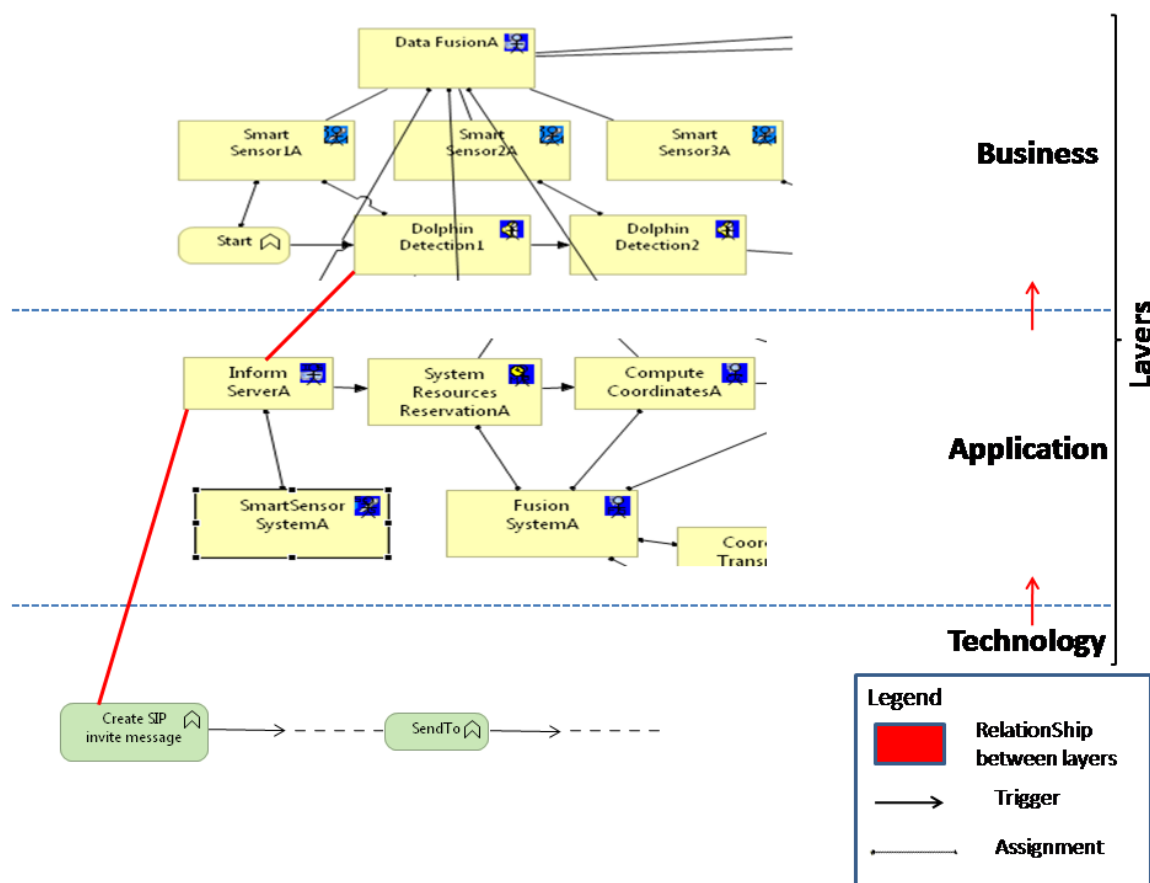 Data FusionA
Smart
Sensor1A
Smart
Sensor2A
Smart
Sensor3A
Business
Start
Dolphin
Detection1
Dolphin
Detection2
Layers
Inform
ServerA
System
Resources
ReservationA
Compute
CoordinatesA
Application
SmartSensor
SystemA
Fusion
SystemA
Technology
Create SIP
invite message
SendTo
Legend
RelationShip
between layers
Trigger
Assignment